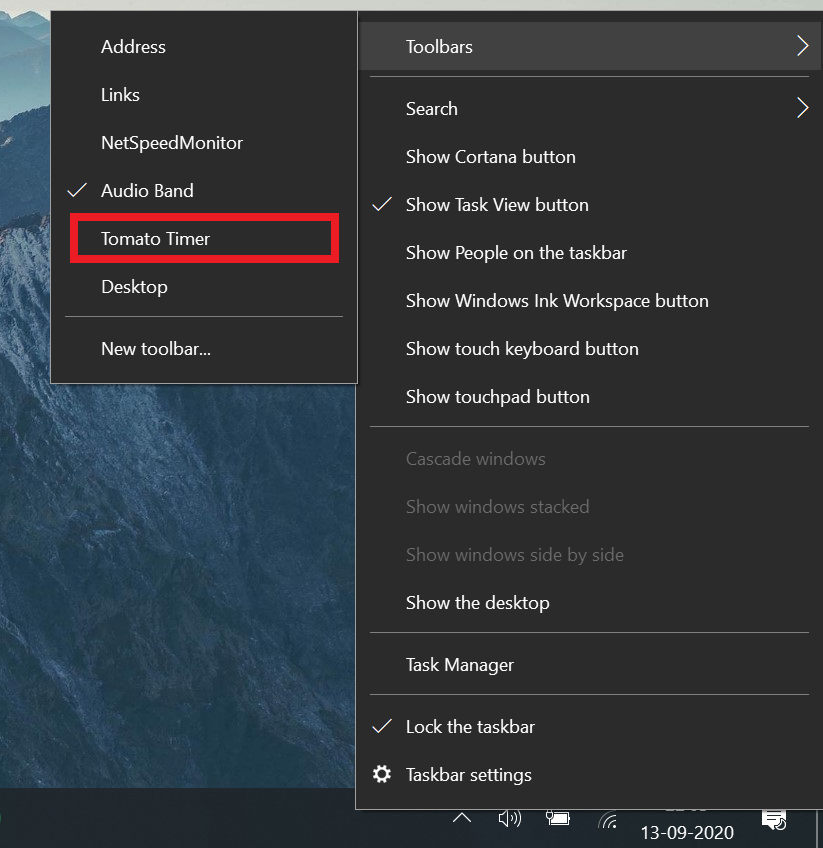 Address
Links
NetSpeedMonitor
Audio Band
Tomato Timer
Desktop
New toolbar...
Toolbars
Search
Show Cortana button
Show Task View button
Show People on the taskbar
Show Windows Ink Workspace button
Show touch keyboard button
Show touchpad button
Cascade windows
Show windows stacked
Show windows side by side
Show the desktop
Task Manager
Lock the taskbar
Taskbar settings
13-09-2020